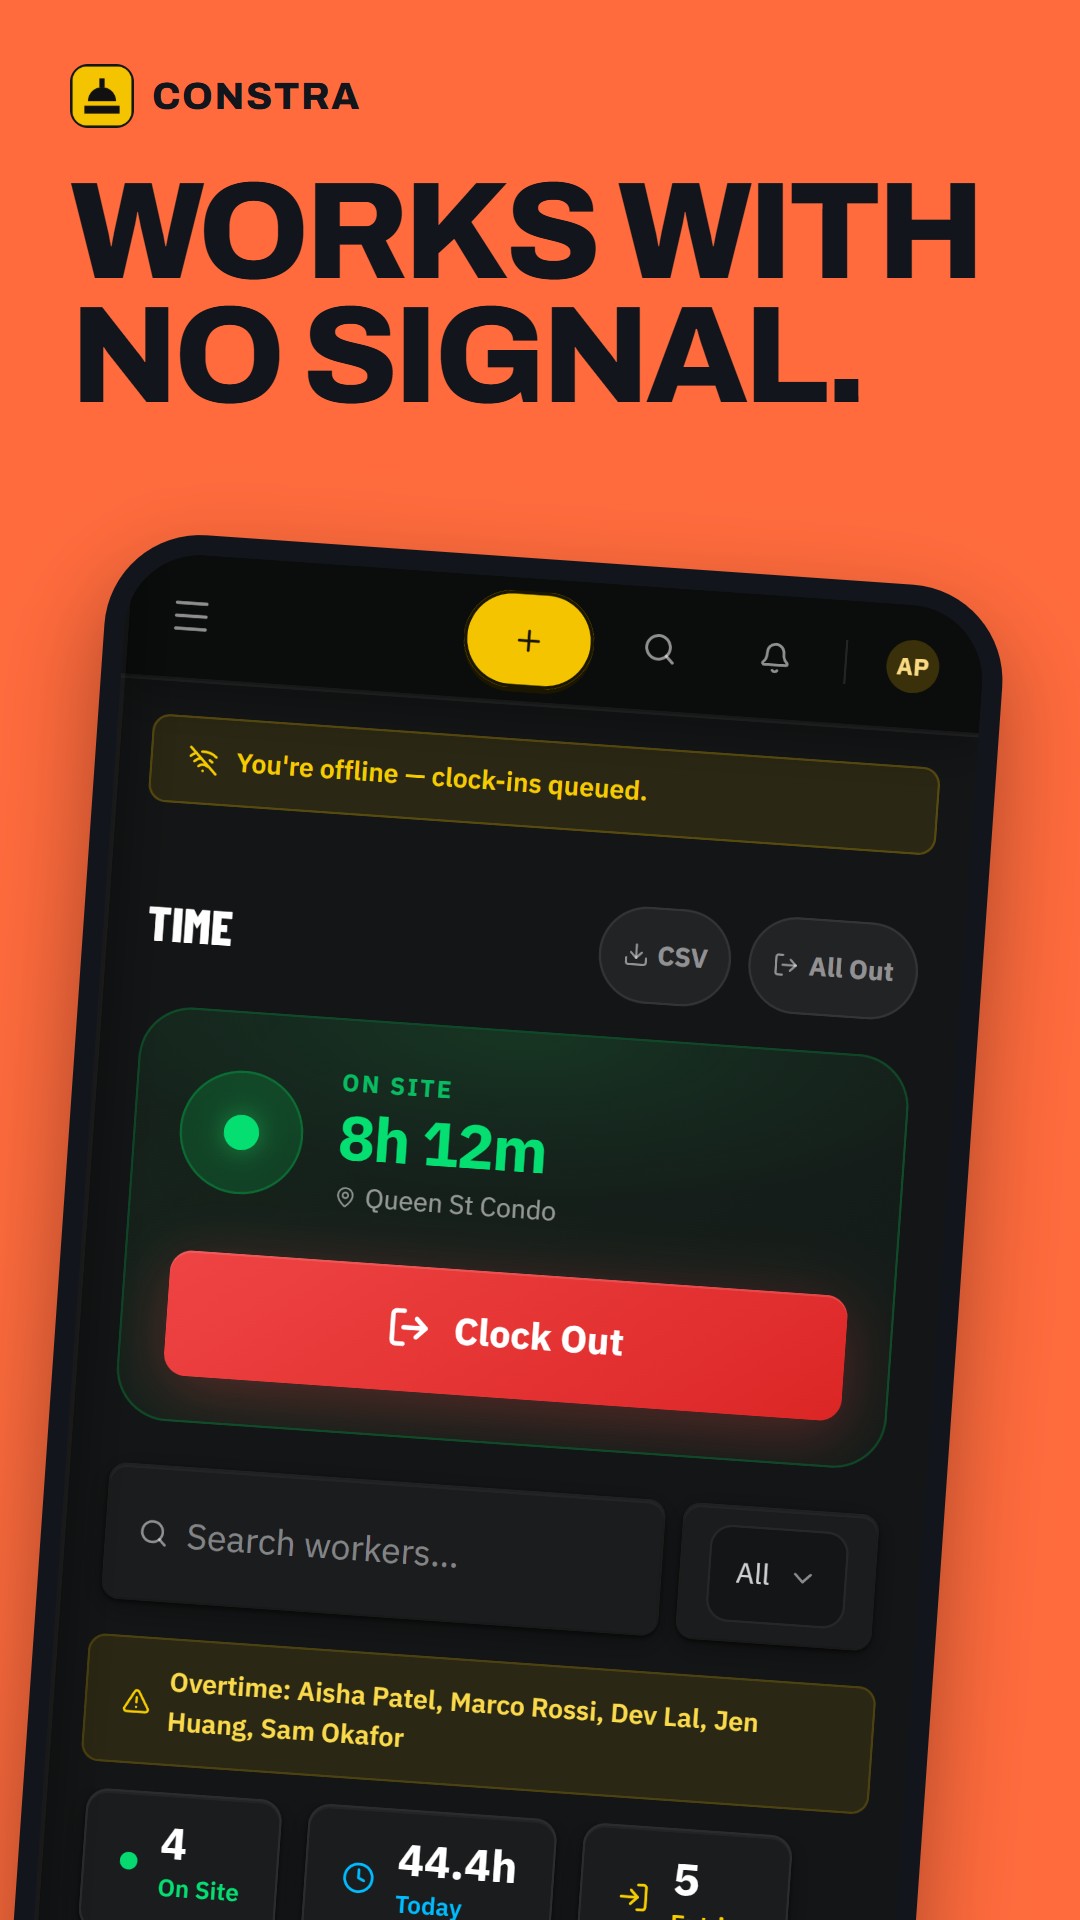 CONSTRA
WORKS WITH
NO SIGNAL.
+
AP
You're offline — clock-ins queued.
TIME
CSV
All Out
ON SITE
8h 12m
Queen St Condo
Clock Out
Search workers...
All
Overtime: Aisha Patel, Marco Rossi, Dev Lal, Jen
Huang, Sam Okafor
4
On Site
44.4h
Today
5